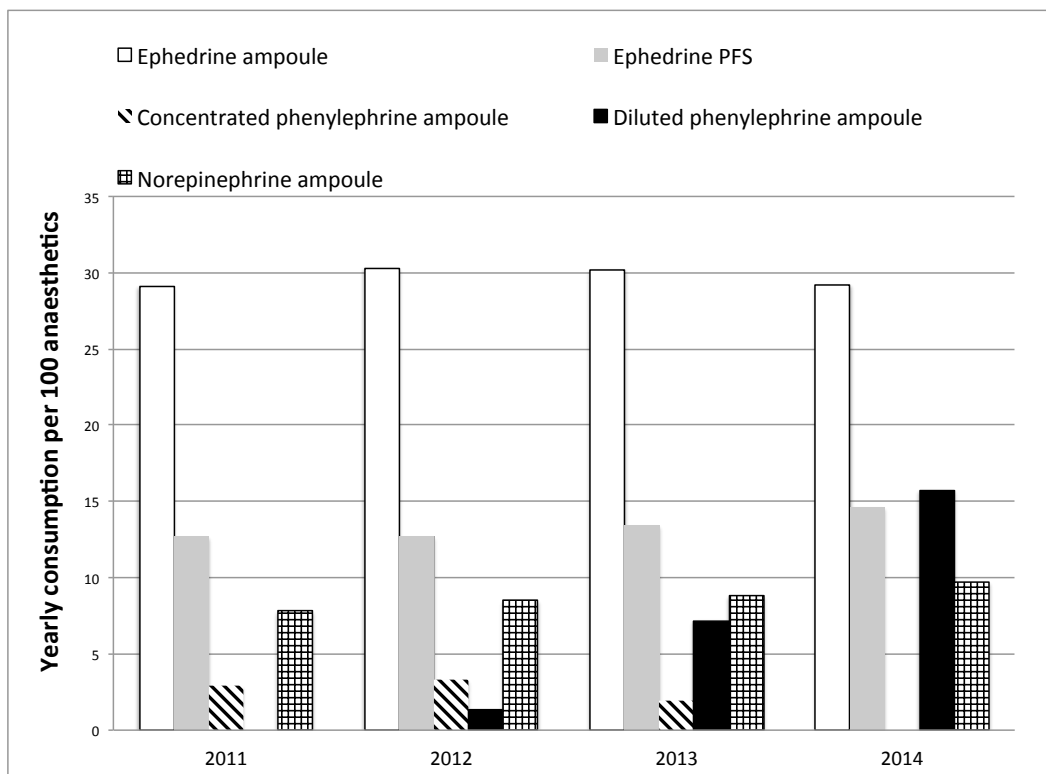 Ephedrine ampoule
Ephedrine PFS
Concentrated phenylephrine ampoule
Diluted phenylephrine ampoule
Norepinephrine ampoule
Yearly consumption per 100 anaesthetics
35
30
25
20
15
10
5
0
2011
2012
2013
2014